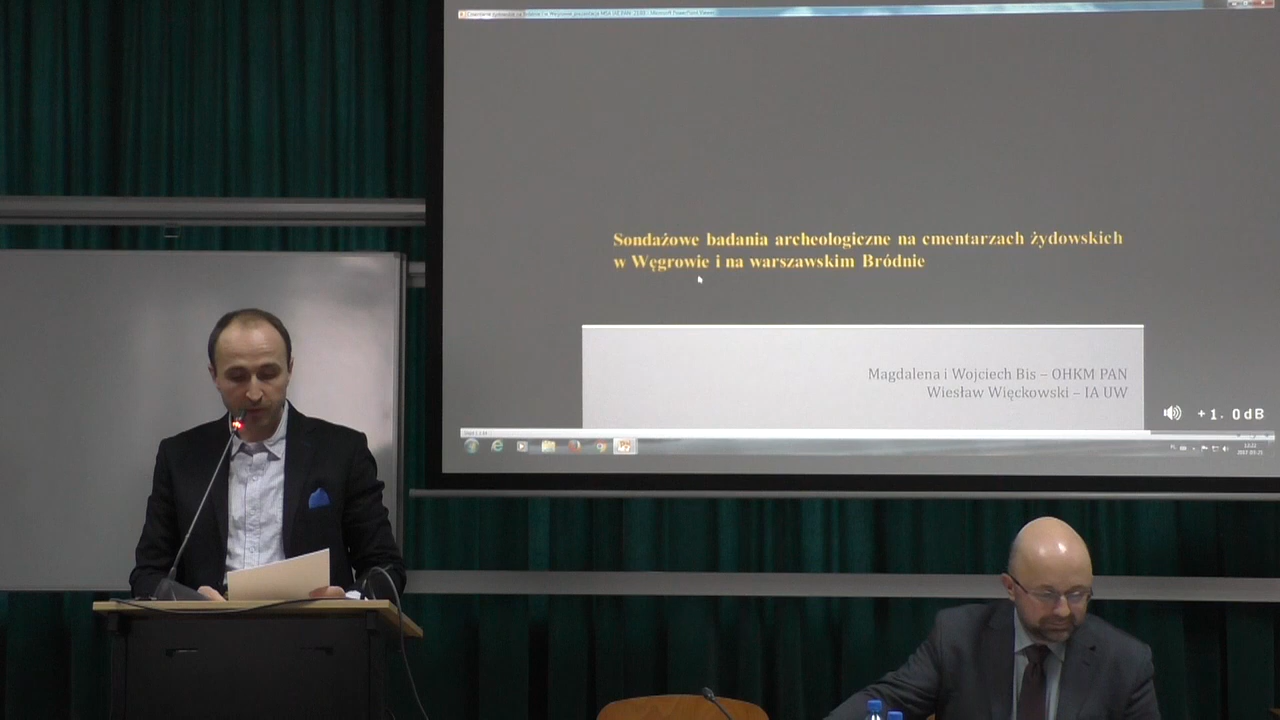 Sondażowe badania archeologiczne na cmentarzach żydowskich
w Węgrowie i na warszawskim Bródnie
Magdalena i Wojciech Bis – OHKM PAN
Wiesław Więckowski – IA UW
+1.0dB